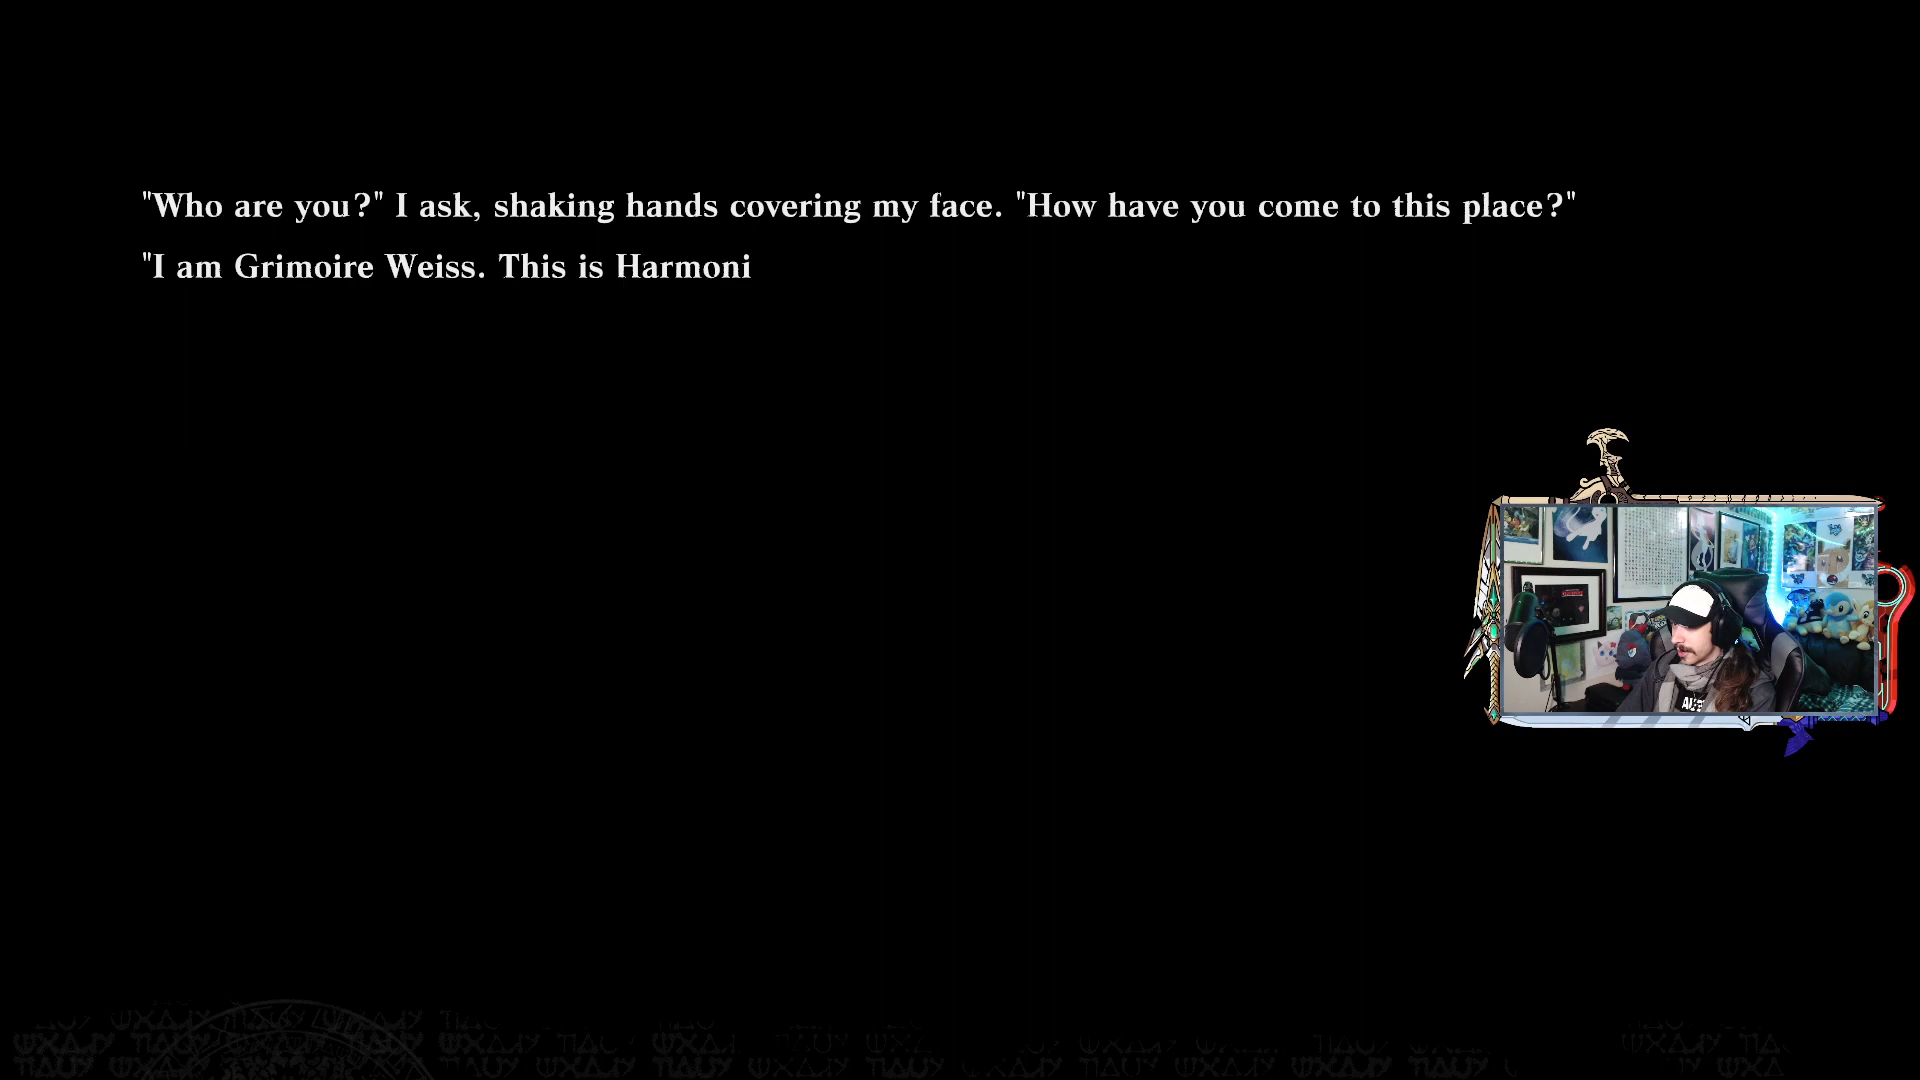 "Who are you?" I ask, shaking hands covering my face. "How have you come to this place?"
"I am Grimoire Weiss. This is Harmoni